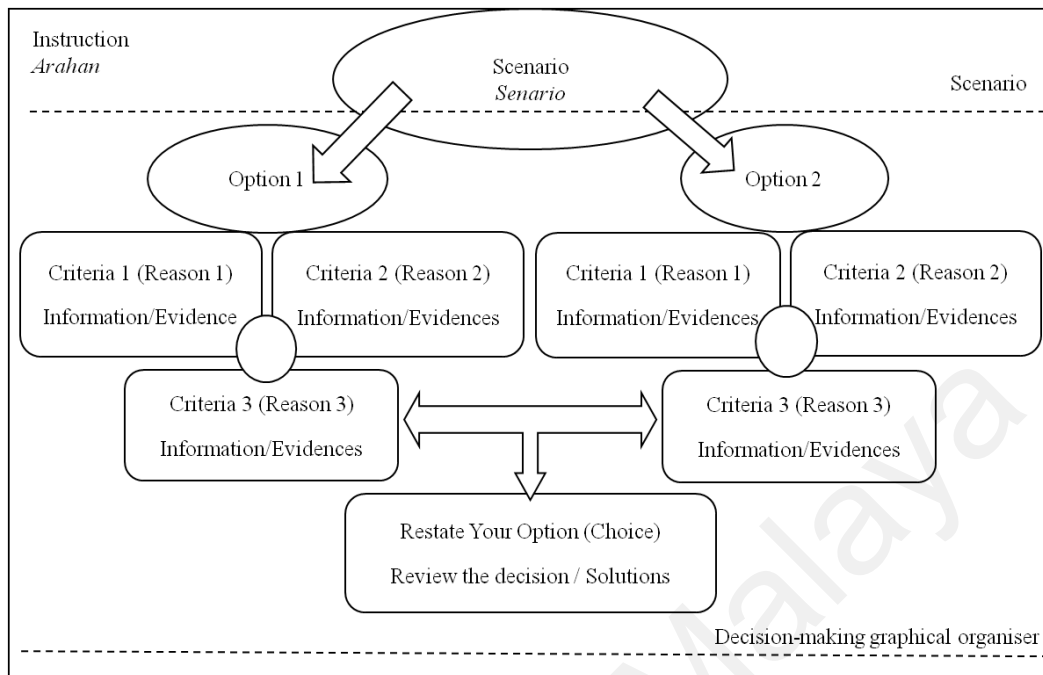 Instruction
Arahan
Scenario
Senario
Scenario
Option 1
Option 2
Criteria 1 (Reason 1)
Information/Evidence
Criteria 2 (Reason 2)
Information/Evidences
Criteria 1 (Reason 1)
Information/Evidences
Criteria 2 (Reason 2)
Information/Evidences
Criteria 3 (Reason 3)
Information/Evidences
Criteria 3 (Reason 3)
Information/Evidences
Restate Your Option (Choice)
Review the decision / Solutions
Decision-making graphical organiser
Malaya